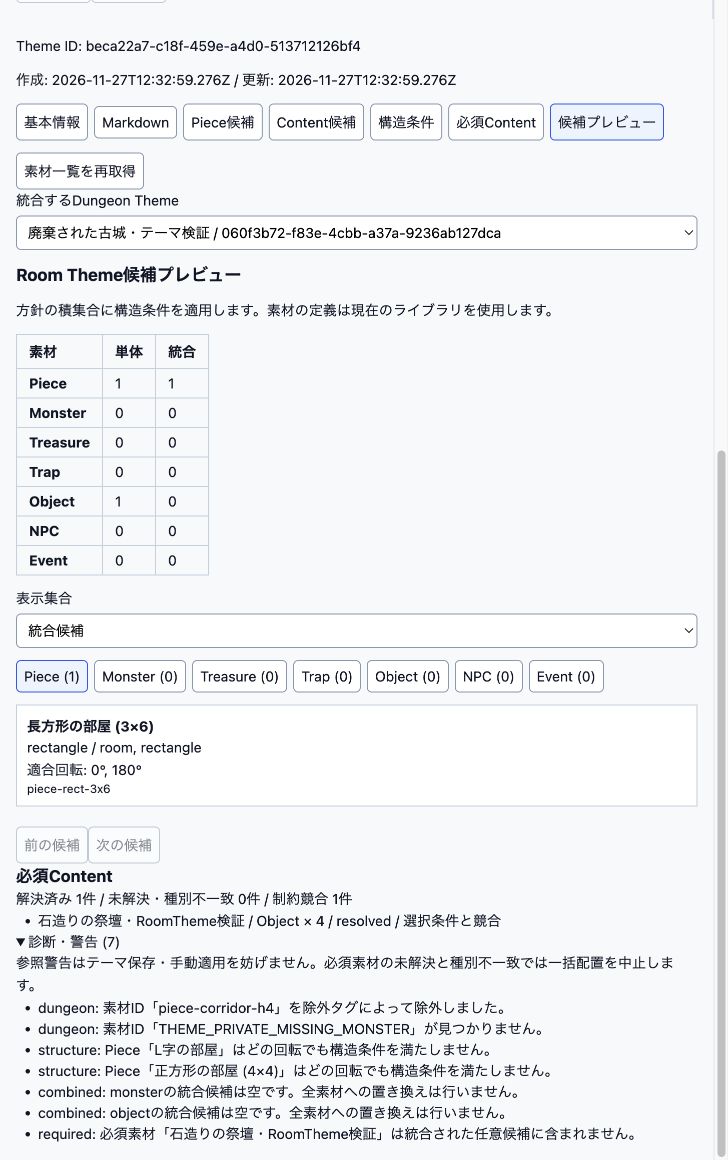 Theme ID: beca22a7-c18f-459e-a4d0-513712126bf4
作成: 2026-11-27T12:32:59.276Z / 更新: 2026-11-27T12:32:59.276Z
基本情報 Markdown Piece候補 Content候補 構造条件 必須Content 候補プレビュー
素材一覧を再取得
統合するDungeon Theme
廃棄された古城・テーマ検証 / 060f3b72-f83e-4cbb-a37a-9236ab127dca
Room Theme候補プレビュー
方針の積集合に構造条件を適用します。素材の定義は現在のライブラリを使用します。
素材 単体 統合
Piece 1 1
Monster 0 0
Treasure 0 0
Trap 0 0
Object 1 0
NPC 0 0
Event 0 0
表示集合
統合候補
Piece (1) Monster (0) Treasure (0) Trap (0) Object (0) NPC (0) Event (0)
長方形の部屋 (3×6)
rectangle / room, rectangle
適合回転: 0°, 180°
piece-rect-3x6
前の候補 次の候補
必須Content
解決済み 1件 / 未解決・種別不一致 0件 / 制約競合 1件
• 石造りの祭壇・RoomTheme検証 / Object × 4 / resolved / 選択条件と競合
▼診断・警告 (7)
参照警告はテーマ保存・手動適用を妨げません。必須素材の未解決と種別不一致では一括配置を中止しま
す。
• dungeon: 素材ID「piece-corridor-h4」を除外タグによって除外しました。
• dungeon: 素材ID「THEME_PRIVATE_MISSING_MONSTER」が見つかりません。
• structure: Piece「L字の部屋」はどの回転でも構造条件を満たしません。
• structure: Piece「正方形の部屋 (4×4)」はどの回転でも構造条件を満たしません。
• combined: monsterの統合候補は空です。全素材への置き換えは行いません。
• combined: objectの統合候補は空です。全素材への置き換えは行いません。
• required: 必須素材「石造りの祭壇・RoomTheme検証」は統合された任意候補に含まれません。